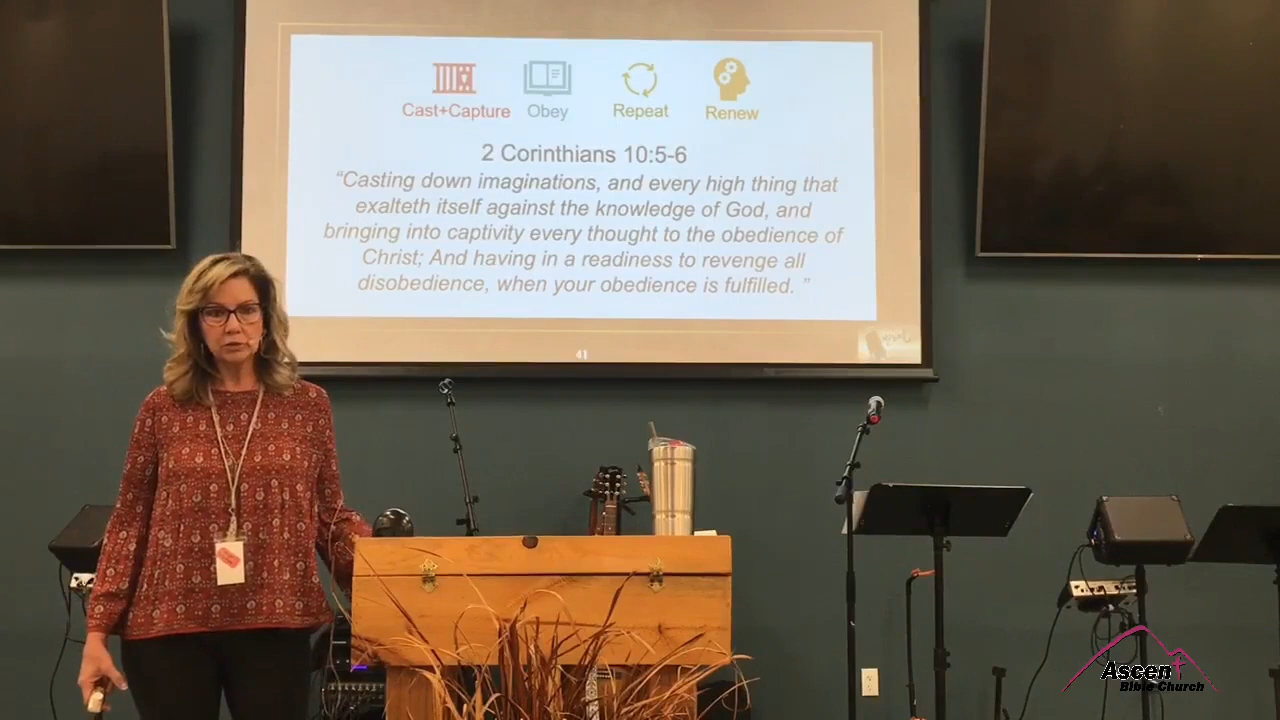 Cast+Capture Obey Repeat Renew
2 Corinthians 10:5-6
“Casting down imaginations, and every high thing that
exalteth itself against the knowledge of God, and
bringing into captivity every thought to the obedience of
Christ; And having in a readiness to revenge all
disobedience, when your obedience is fulfilled. ”
41
Ascent
Bible Church